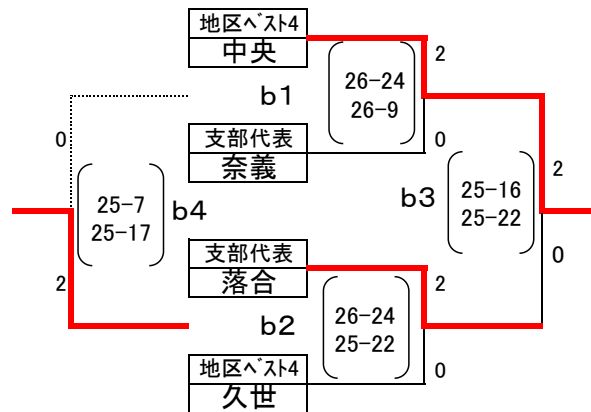 地区ベスト4
中央
2
26-24
26-9
b1
0
0
支部代表
奈義
2
25-16
25-22
b3
25-7
25-17
b4
0
支部代表
落合
2
2
26-24
25-22
b2
0
地区ベスト4
久世